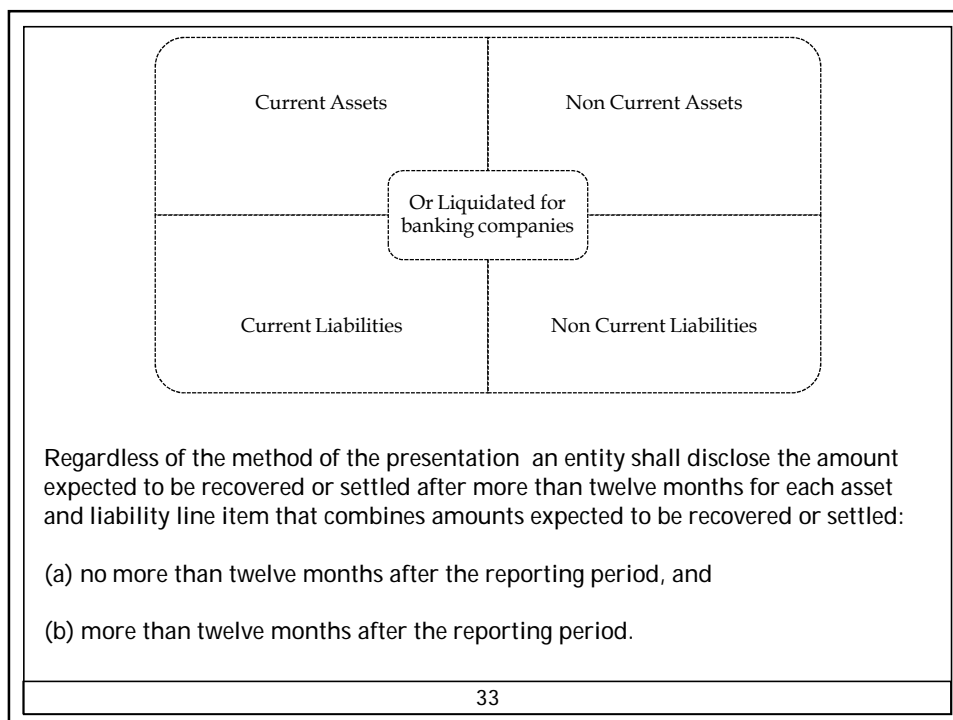 Current Assets
Non Current Assets
Or Liquidated for
banking companies
Current Liabilities
Non Current Liabilities
Regardless of the method of the presentation an entity shall disclose the amount
expected to be recovered or settled after more than twelve months for each asset
and liability line item that combines amounts expected to be recovered or settled:
(a) no more than twelve months after the reporting period, and
(b) more than twelve months after the reporting period.
33